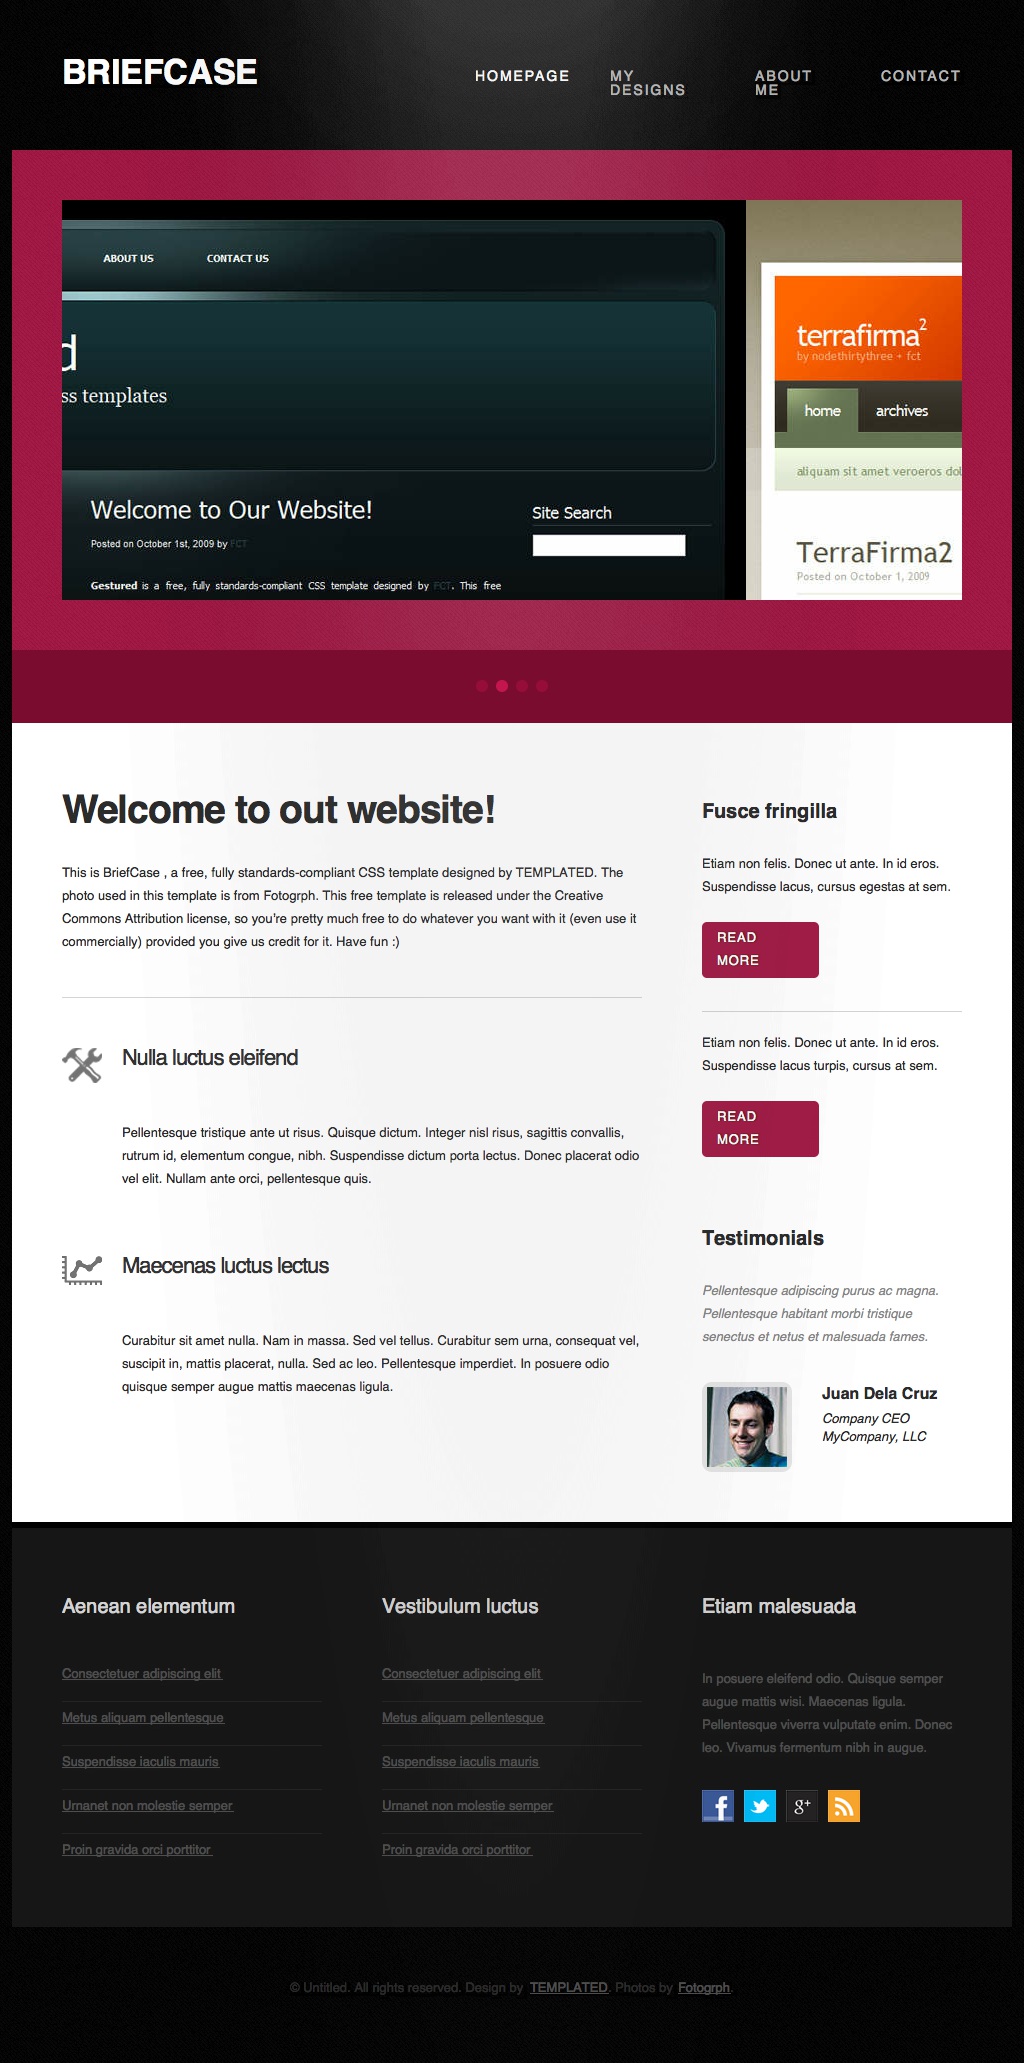 BRIEFCASE
HOMEPAGE
MY
DESIGNS
ABOUT
ME
CONTACT
ABOUT US
CONTACT US
d
ss templates
Welcome to Our Website!
Posted on October 1st, 2009 by FCT
Gestured is a free, fully standards-compliant CSS template designed by FCT. This free
Site Search
terrafirma2
by nodethirtythree + fct
home
archives
aliquam sit amet veroeros dol
TerraFirma2
Posted on October 1, 2009
Welcome to out website!
This is BriefCase , a free, fully standards-compliant CSS template designed by TEMPLATED. The
photo used in this template is from Fotogrph. This free template is released under the Creative
Commons Attribution license, so you're pretty much free to do whatever you want with it (even use it
commercially) provided you give us credit for it. Have fun :)
Nulla luctus eleifend
Pellentesque tristique ante ut risus. Quisque dictum. Integer nisl risus, sagittis convallis,
rutrum id, elementum congue, nibh. Suspendisse dictum porta lectus. Donec placerat odio
vel elit. Nullam ante orci, pellentesque quis.
Maecenas luctus lectus
Curabitur sit amet nulla. Nam in massa. Sed vel tellus. Curabitur sem urna, consequat vel,
suscipit in, mattis placerat, nulla. Sed ac leo. Pellentesque imperdiet. In posuere odio
quisque semper augue mattis maecenas ligula.
Fusce fringilla
Etiam non felis. Donec ut ante. In id eros.
Suspendisse lacus, cursus egestas at sem.
READ
MORE
Etiam non felis. Donec ut ante. In id eros.
Suspendisse lacus turpis, cursus at sem.
READ
MORE
Testimonials
Pellentesque adipiscing purus ac magna.
Pellentesque habitant morbi tristique
senectus et netus et malesuada fames.
Juan Dela Cruz
Company CEO
MyCompany, LLC
Aenean elementum
Consectetuer adipiscing elit
Metus aliquam pellentesque
Suspendisse iaculis mauris
Urnanet non molestie semper
Proin gravida orci porttitor
Vestibulum luctus
Consectetuer adipiscing elit
Metus aliquam pellentesque
Suspendisse iaculis mauris
Urnanet non molestie semper
Proin gravida orci porttitor
Etiam malesuada
In posuere eleifend odio. Quisque semper
augue mattis wisi. Maecenas ligula.
Pellentesque viverra vulputate enim. Donec
leo. Vivamus fermentum nibh in augue.
f
g+
© Untitled. All rights reserved. Design by TEMPLATED. Photos by Fotogrph.